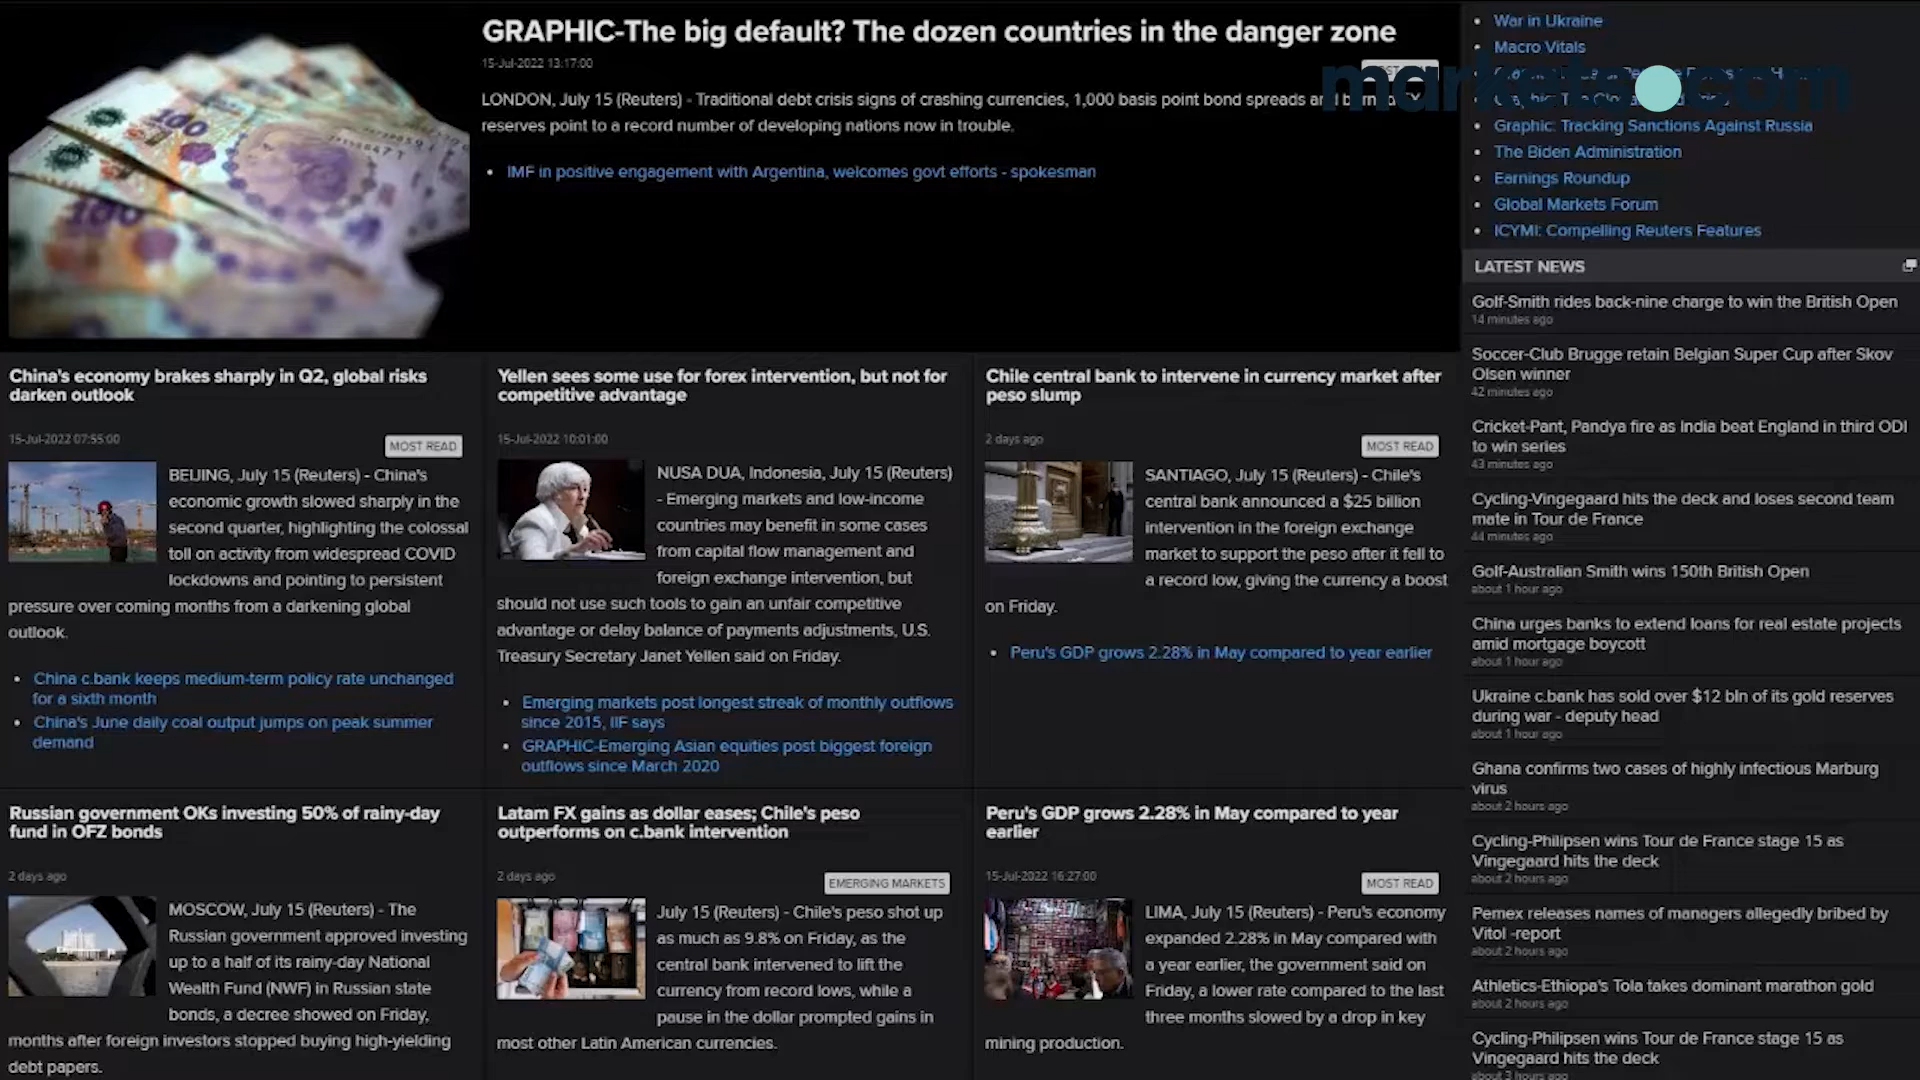 GRAPHIC-The big default? The dozen countries in the danger zone
15-Jul-2022 13:17:00
LONDON, July 15 (Reuters) - Traditional debt crisis signs of crashing currencies, 1,000 basis point bond spreads and
reserves point to a record number of developing nations now in trouble.
IMF in positive engagement with Argentina, welcomes govt efforts - spokesman
China's economy brakes sharply in Q2, global risks
darken outlook
15-Jul-2022 07:55:00
MOST READ
BEIJING, July 15 (Reuters) - China's
economic growth slowed sharply in the
second quarter, highlighting the colossal
toll on activity from widespread COVID
lockdowns and pointing to persistent
pressure over coming months from a darkening global
outlook.
China c.bank keeps medium-term policy rate unchanged
for a sixth month
China's June daily coal output jumps on peak summer
demand
Yellen sees some use for forex intervention, but not for
competitive advantage
15-Jul-2022 10:01:00
NUSA DUA, Indonesia, July 15 (Reuters)
- Emerging markets and low-income
countries may benefit in some cases
from capital flow management and
foreign exchange intervention, but
should not use such tools to gain an unfair competitive
advantage or delay balance of payments adjustments, U.S.
Treasury Secretary Janet Yellen said on Friday.
Emerging markets post longest streak of monthly outflows
since 2015, IIF says
GRAPHIC-Emerging Asian equities post biggest foreign
outflows since March 2020
Chile central bank to intervene in currency market after
peso slump
2 days ago
MOST READ
SANTIAGO, July 15 (Reuters) - Chile's
central bank announced a $25 billion
intervention in the foreign exchange
market to support the peso after it fell to
a record low, giving the currency a boost
on Friday.
Peru's GDP grows 2.28% in May compared to year earlier
Russian government OKs investing 50% of rainy-day
fund in OFZ bonds
2 days ago
MOSCOW, July 15 (Reuters) - The
Russian government approved investing
up to a half of its rainy-day National
Wealth Fund (NWF) in Russian state
bonds, a decree showed on Friday,
months after foreign investors stopped buying high-yielding
debt papers.
Latam FX gains as dollar eases; Chile's peso
outperforms on c.bank intervention
2 days ago
EMERGING MARKETS
July 15 (Reuters) - Chile's peso shot up
as much as 9.8% on Friday, as the
central bank intervened to lift the
currency from record lows, while a
pause in the dollar prompted gains in
most other Latin American currencies.
Peru's GDP grows 2.28% in May compared to year
earlier
15-Jul-2022 16:27:00
MOST READ
LIMA, July 15 (Reuters) - Peru's economy
expanded 2.28% in May compared with
a year earlier, the government said on
Friday, a lower rate compared to the last
three months slowed by a drop in key
mining production.
War in Ukraine
Macro Vitals
markets.com
Graphic: Tracking Sanctions Against Russia
The Biden Administration
Earnings Roundup
Global Markets Forum
ICYMI: Compelling Reuters Features
LATEST NEWS
Golf-Smith rides back-nine charge to win the British Open
14 minutes ago
Soccer-Club Brugge retain Belgian Super Cup after Skov
Olsen winner
42 minutes ago
Cricket-Pant, Pandya fire as India beat England in third ODI
to win series
43 minutes ago
Cycling-Vingegaard hits the deck and loses second team
mate in Tour de France
44 minutes ago
Golf-Australian Smith wins 150th British Open
about 1 hour ago
China urges banks to extend loans for real estate projects
amid mortgage boycott
about 1 hour ago
Ukraine c.bank has sold over $12 bln of its gold reserves
during war - deputy head
about 1 hour ago
Ghana confirms two cases of highly infectious Marburg
virus
about 2 hours ago
Cycling-Philipsen wins Tour de France stage 15 as
Vingegaard hits the deck
about 2 hours ago
Pemex releases names of managers allegedly bribed by
Vitol -report
about 2 hours ago
Athletics-Ethiopia's Tola takes dominant marathon gold
about 2 hours ago
Cycling-Philipsen wins Tour de France stage 15 as
Vingegaard hits the deck
about 3 hours ago